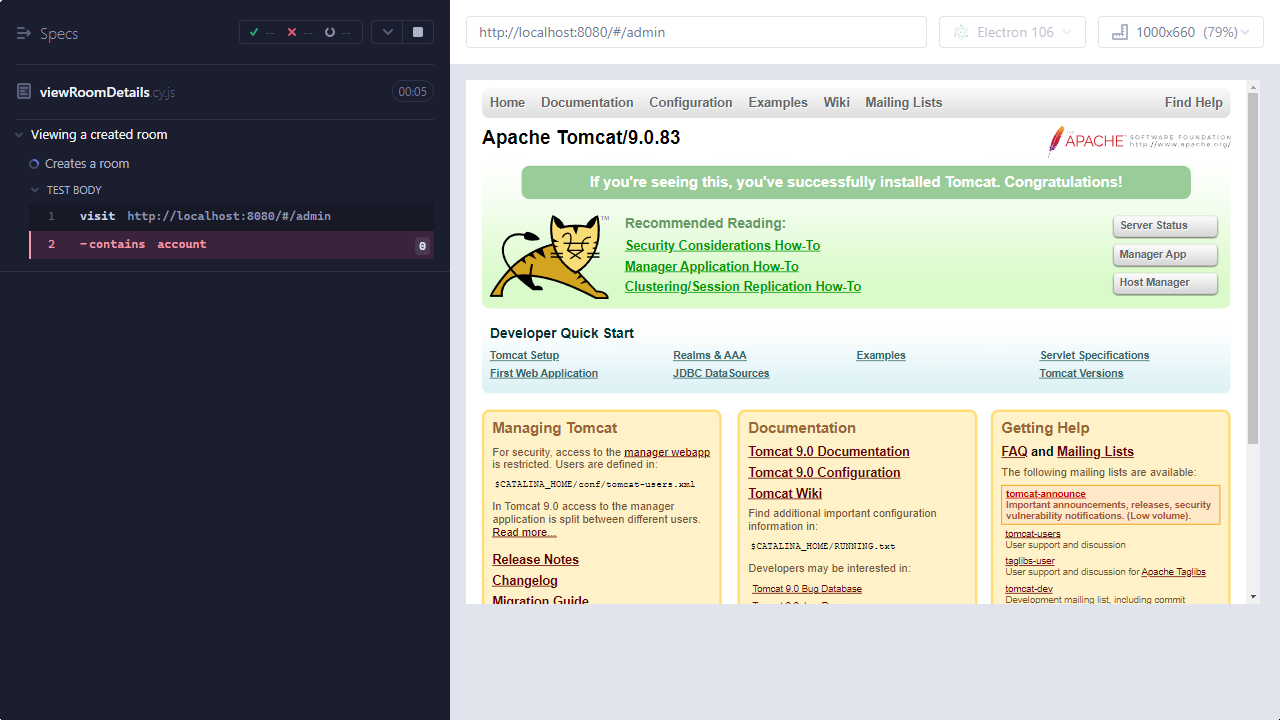 Specs
-- -- --
viewRoomDetails.cy.js 00:05
Viewing a created room
Creates a room
TEST BODY
1 visit http://localhost:8080/#/admin
2 -contains account 0
http://localhost:8080/#/admin
Electron 106
1000x660 (79%)
Home Documentation Configuration Examples Wiki Mailing Lists Find Help
Apache Tomcat/9.0.83
THE APACHE™ SOFTWARE FOUNDATION
http://www.apache.org/
If you're seeing this, you've successfully installed Tomcat. Congratulations!
TM
Recommended Reading:
Security Considerations How-To
Manager Application How-To
Clustering/Session Replication How-To
Server Status
Manager App
Host Manager
Developer Quick Start
Tomcat Setup
First Web Application
Realms & AAA
JDBC DataSources
Examples
Servlet Specifications
Tomcat Versions
Managing Tomcat
For security, access to the manager webapp
is restricted. Users are defined in:
$CATALINA_HOME/conf/tomcat-users.xml
In Tomcat 9.0 access to the manager
application is split between different users.
Read more...
Release Notes
Changelog
Migration Guide
Documentation
Tomcat 9.0 Documentation
Tomcat 9.0 Configuration
Tomcat Wiki
Find additional important configuration
information in:
$CATALINA_HOME/RUNNING.txt
Developers may be interested in:
Tomcat 9.0 Bug Database
Getting Help
FAQ and Mailing Lists
The following mailing lists are available:
tomcat-announce
Important announcements, releases, security
vulnerability notifications. (Low volume).
tomcat-users
User support and discussion
taglibs-user
User support and discussion for Apache Taglibs
tomcat-dev
Development mailing list, including commit